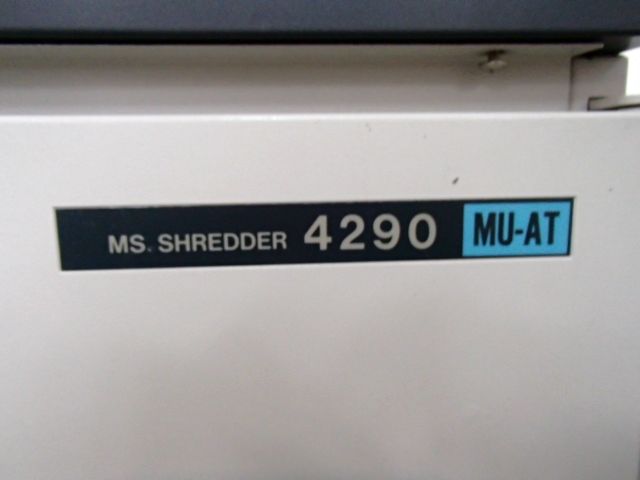 MS. SHREDDER 4290 MU-AT